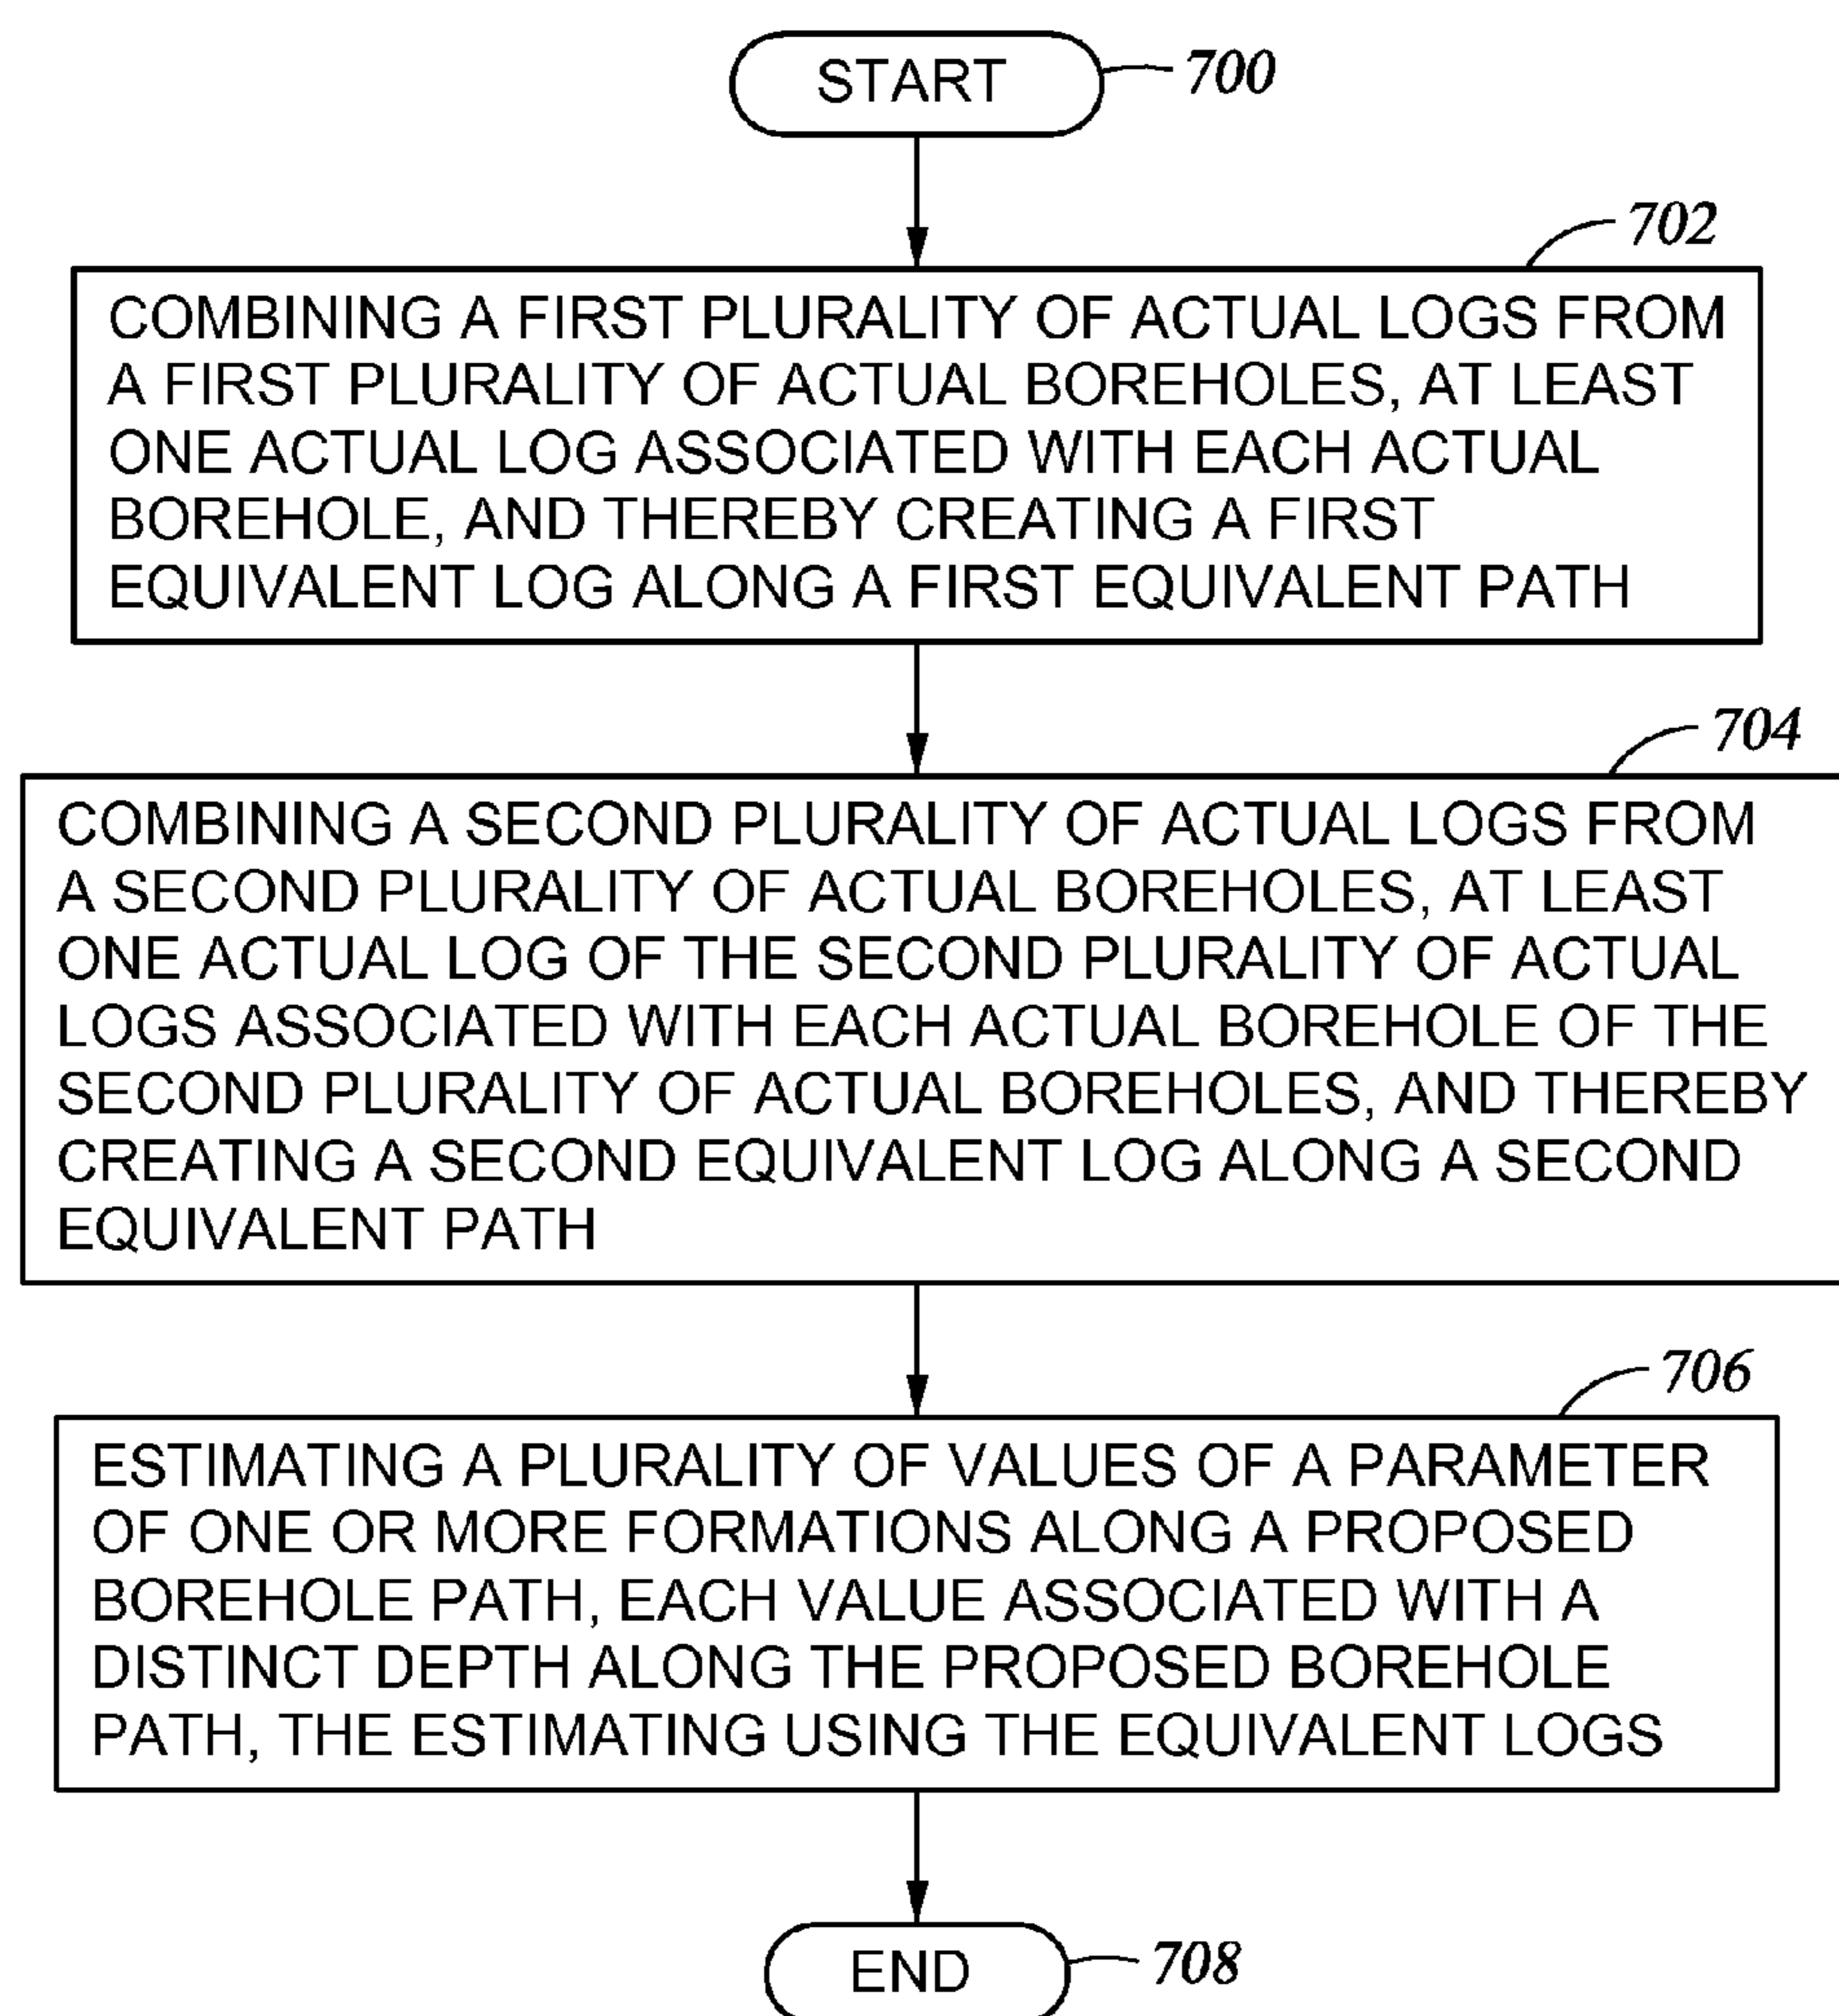 START
700
702
COMBINING A FIRST PLURALITY OF ACTUAL LOGS FROM
A FIRST PLURALITY OF ACTUAL BOREHOLES, AT LEAST
ONE ACTUAL LOG ASSOCIATED WITH EACH ACTUAL
BOREHOLE, AND THEREBY CREATING A FIRST
EQUIVALENT LOG ALONG A FIRST EQUIVALENT PATH
704
COMBINING A SECOND PLURALITY OF ACTUAL LOGS FROM
A SECOND PLURALITY OF ACTUAL BOREHOLES, AT LEAST
ONE ACTUAL LOG OF THE SECOND PLURALITY OF ACTUAL
LOGS ASSOCIATED WITH EACH ACTUAL BOREHOLE OF THE
SECOND PLURALITY OF ACTUAL BOREHOLES, AND THEREBY
CREATING A SECOND EQUIVALENT LOG ALONG A SECOND
EQUIVALENT PATH
706
ESTIMATING A PLURALITY OF VALUES OF A PARAMETER
OF ONE OR MORE FORMATIONS ALONG A PROPOSED
BOREHOLE PATH, EACH VALUE ASSOCIATED WITH A
DISTINCT DEPTH ALONG THE PROPOSED BOREHOLE
PATH, THE ESTIMATING USING THE EQUIVALENT LOGS
END
708